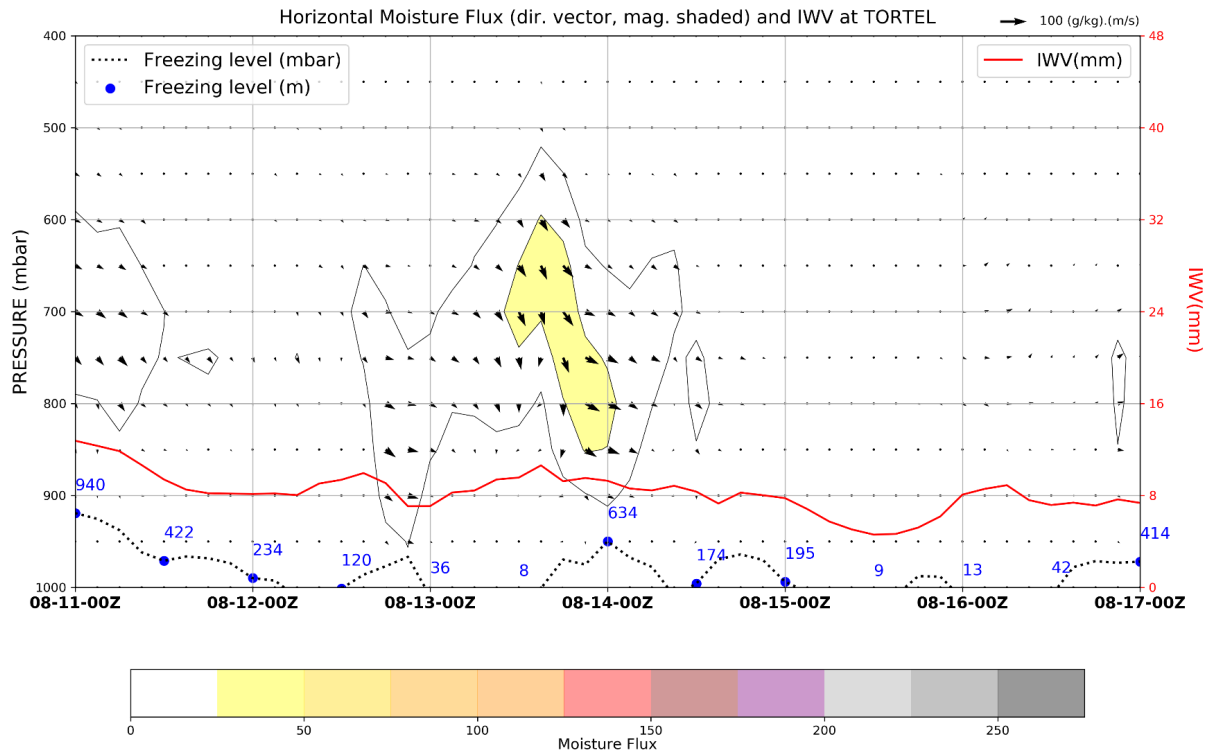 Horizontal Moisture Flux (dir. vector, mag. shaded) and IWV at TORTEL
100 (g/kg).(m/s)
Freezing level (mbar)
Freezing level (m)
IWV(mm)
PRESSURE (mbar)
400
500
600
700
800
900
1000
48
40
32
24
16
8
0
IWV(mm)
940
422
234
120
36
8
634
174
195
9
13
42
414
08-11-00Z 08-12-00Z 08-13-00Z 08-14-00Z 08-15-00Z 08-16-00Z 08-17-00Z
0 50 100 150 200 250
Moisture Flux